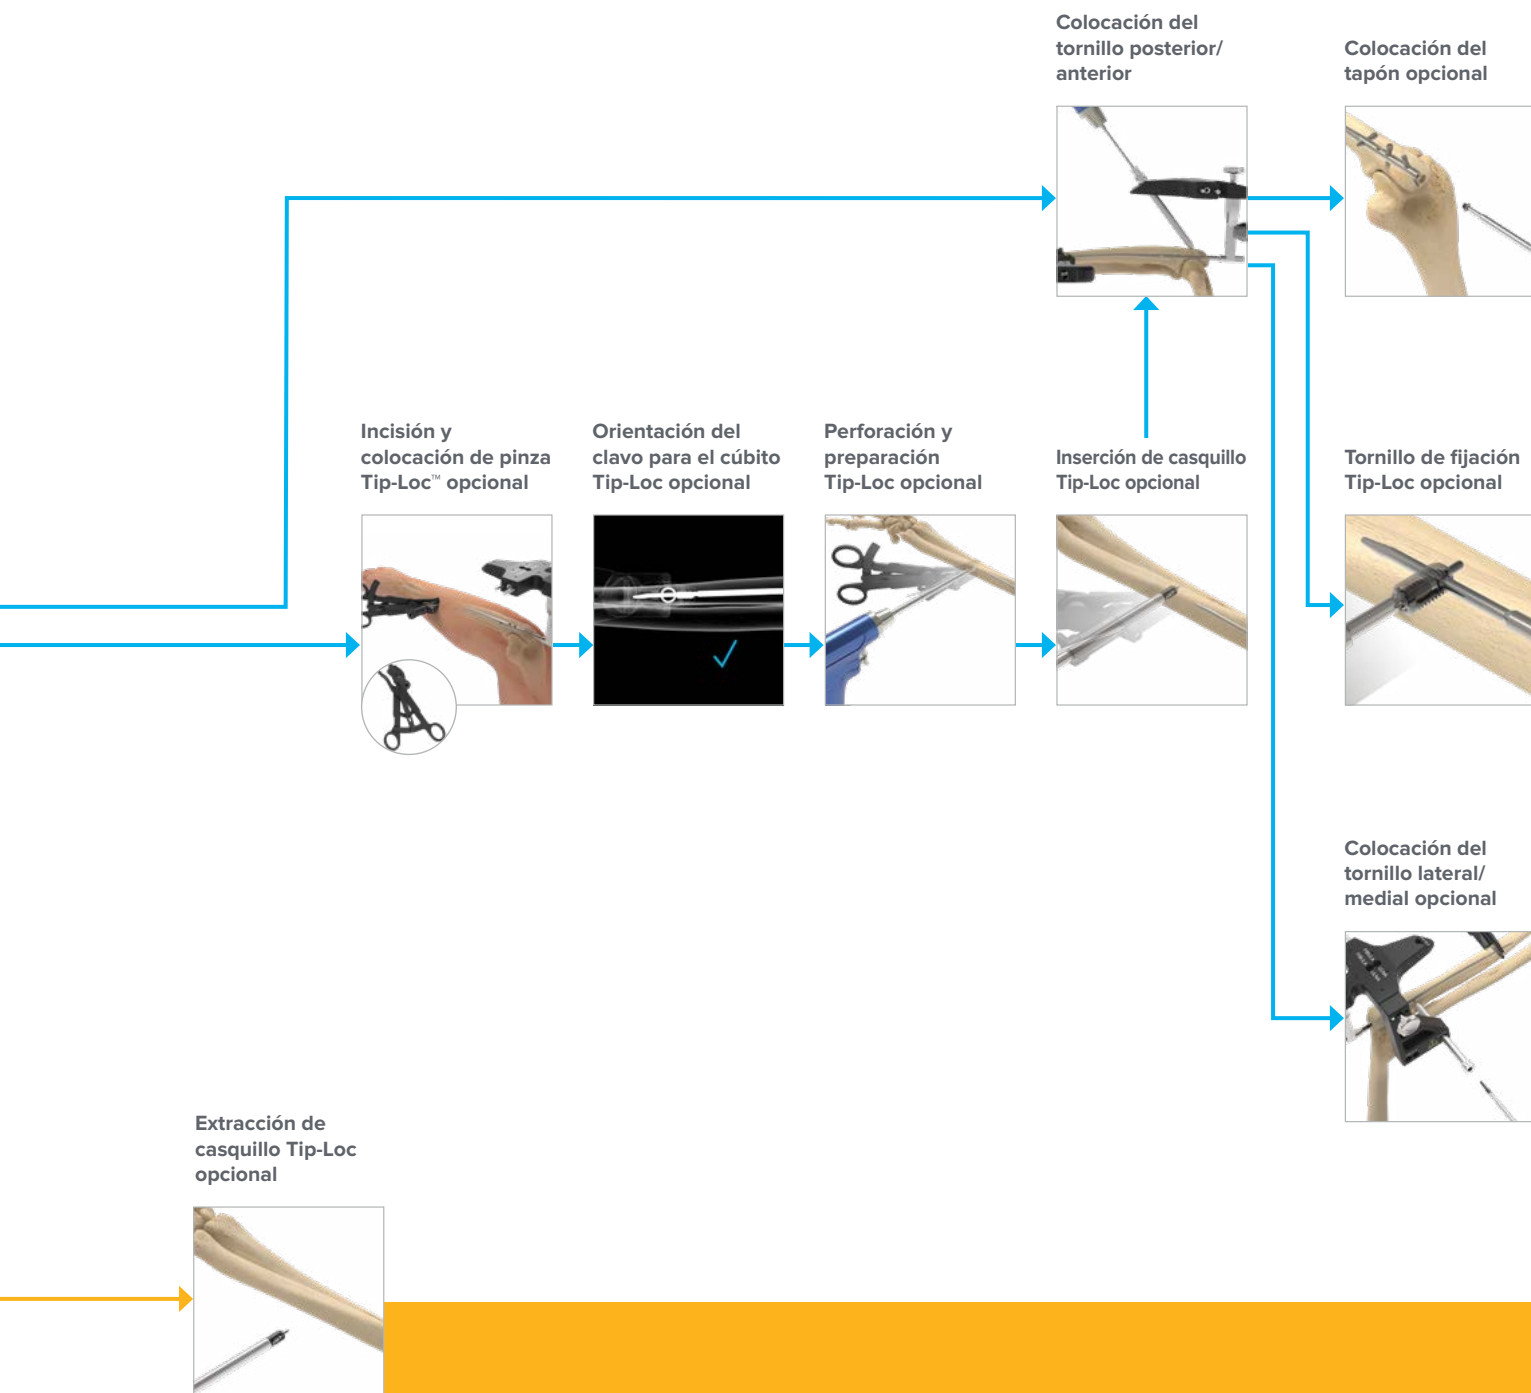 Colocación del
tornillo posterior/
anterior
Colocación del
tapón opcional
Incisión y
colocación de pinza
Tip-Loc™ opcional
Orientación del
clavo para el cúbito
Tip-Loc opcional
Perforación y
preparación
Tip-Loc opcional
Inserción de casquillo
Tip-Loc opcional
Tornillo de fijación
Tip-Loc opcional
Colocación del
tornillo lateral/
medial opcional
Extracción de
casquillo Tip-Loc
opcional